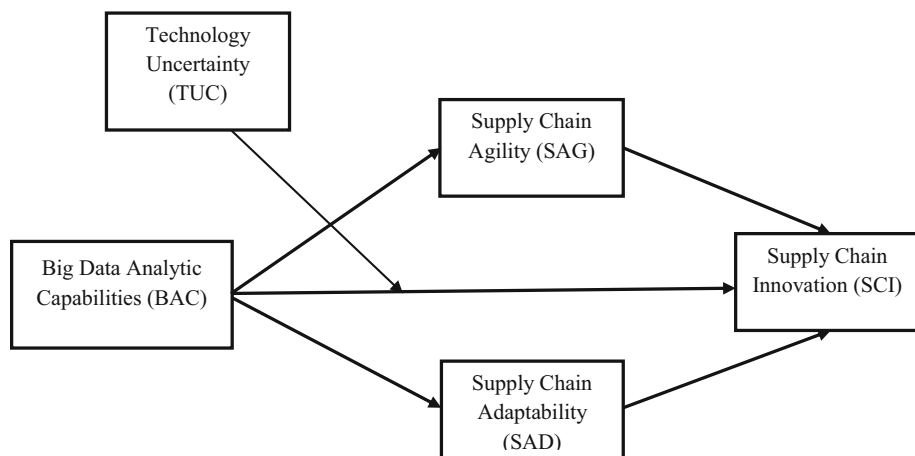 Technology
Uncertainty
(TUC)
Supply Chain
Agility (SAG)
Big Data Analytic
Capabilities (BAC)
Supply Chain
Innovation (SCI)
Supply Chain
Adaptability
(SAD)